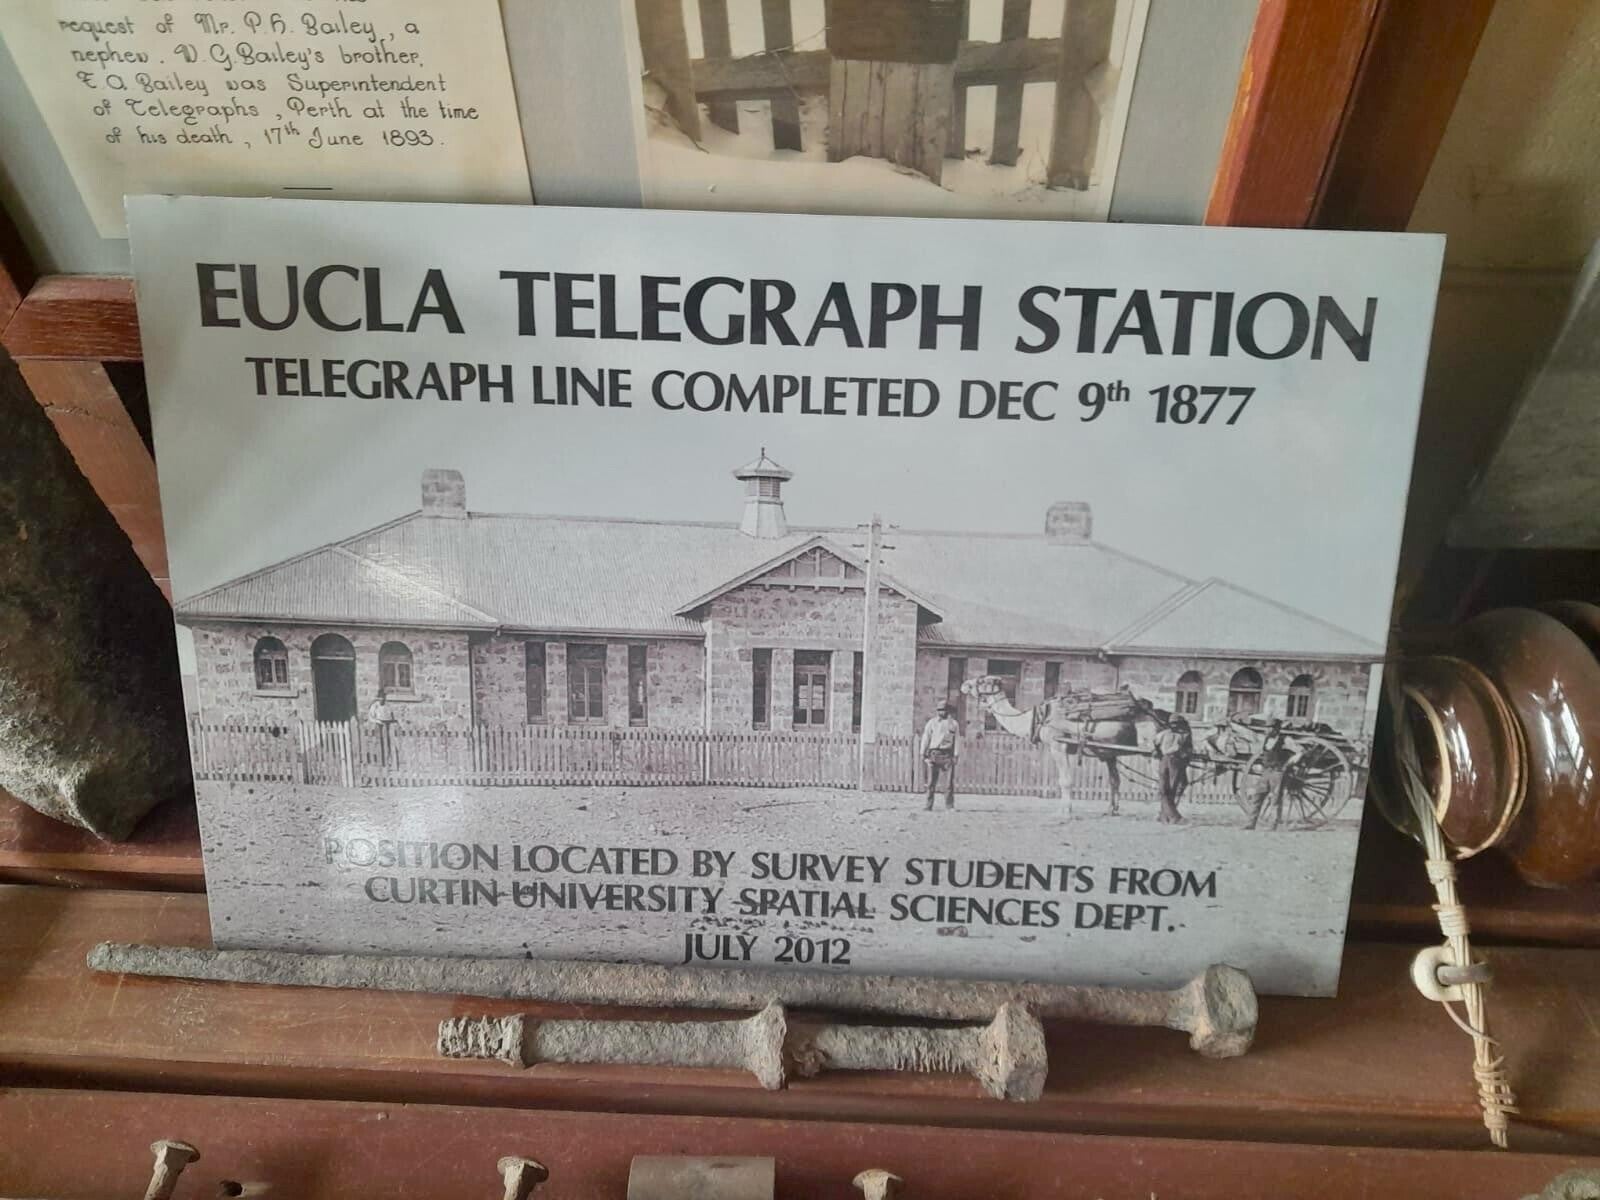 request of Mr. P. H. Bailey, a
nephew. W. G. Bailey's brother,
E. A. Bailey was Superintendent
of Telegraphs, Perth at the time
of his death, 17th June 1893.
EUCLA TELEGRAPH STATION
TELEGRAPH LINE COMPLETED DEC 9th 1877
POSITION LOCATED BY SURVEY STUDENTS FROM
CURTIN UNIVERSITY SPATIAL SCIENCES DEPT.
JULY 2012